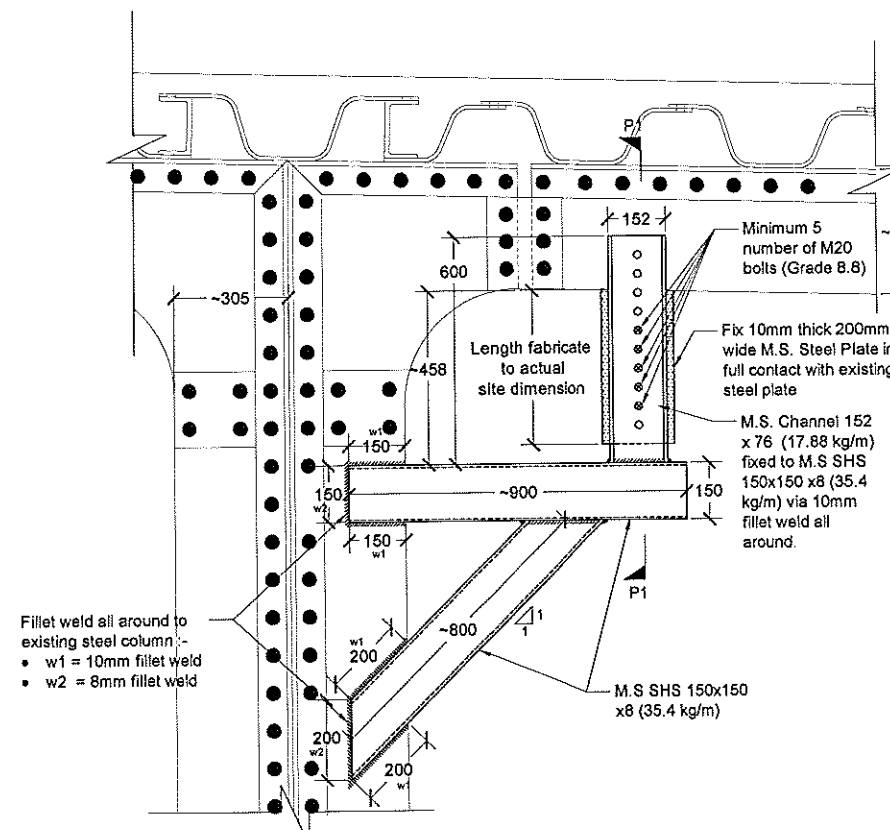 P1
152
Minimum 5
number of M20
bolts (Grade 8.8)
600
~305
Length fabricate
to actual
site dimension
~458
Fix 10mm thick 200mm
wide M.S. Steel Plate in
full contact with existing
steel plate
M.S. Channel 152
x 76 (17.88 kg/m)
fixed to M.S SHS
150x150 x8 (35.4
kg/m) via 10mm
fillet weld all
around.
w1
150
150
w2
~900
150
150
w1
P1
Fillet weld all around to
existing steel column :-
• w1 = 10mm fillet weld
• w2 = 8mm fillet weld
w1
200
~800
1
1
M.S SHS 150x150
x8 (35.4 kg/m)
200
w2
200
w1